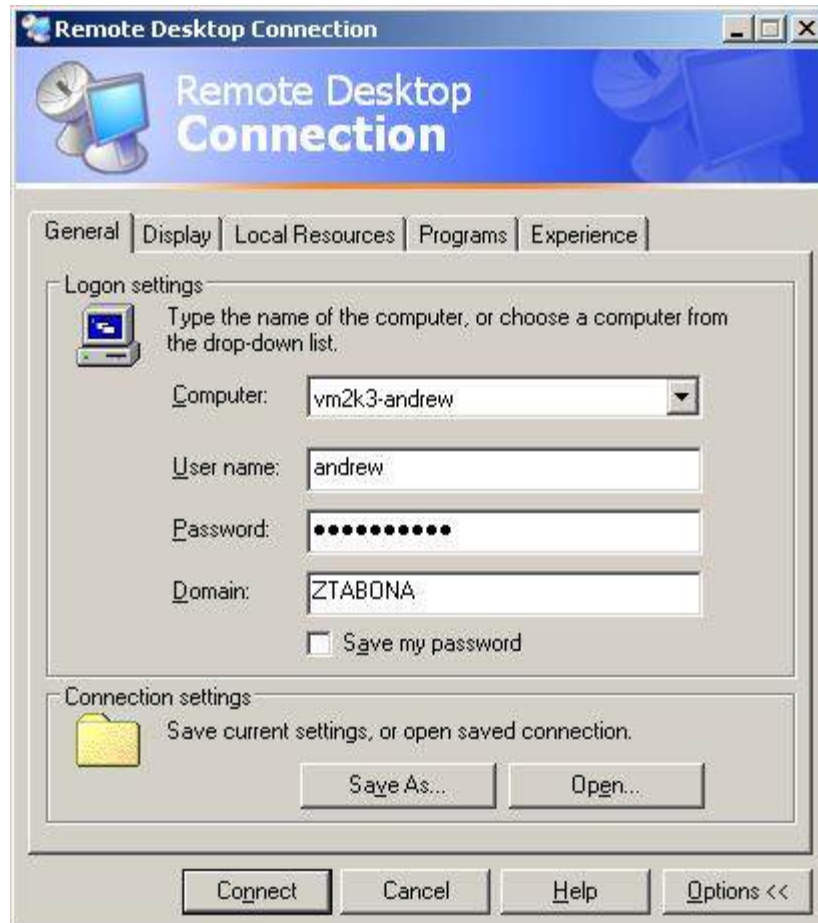 Remote Desktop Connection
Remote Desktop
Connection
General Display Local Resources Programs Experience
Logon settings
Type the name of the computer, or choose a computer from
the drop-down list.
Computer: vm2k3-andrew
User name: andrew
Password: ●●●●●●●●●●
Domain: ZTABONA
Save my password
Connection settings
Save current settings, or open saved connection.
Save As... Open...
Connect Cancel Help Options <<